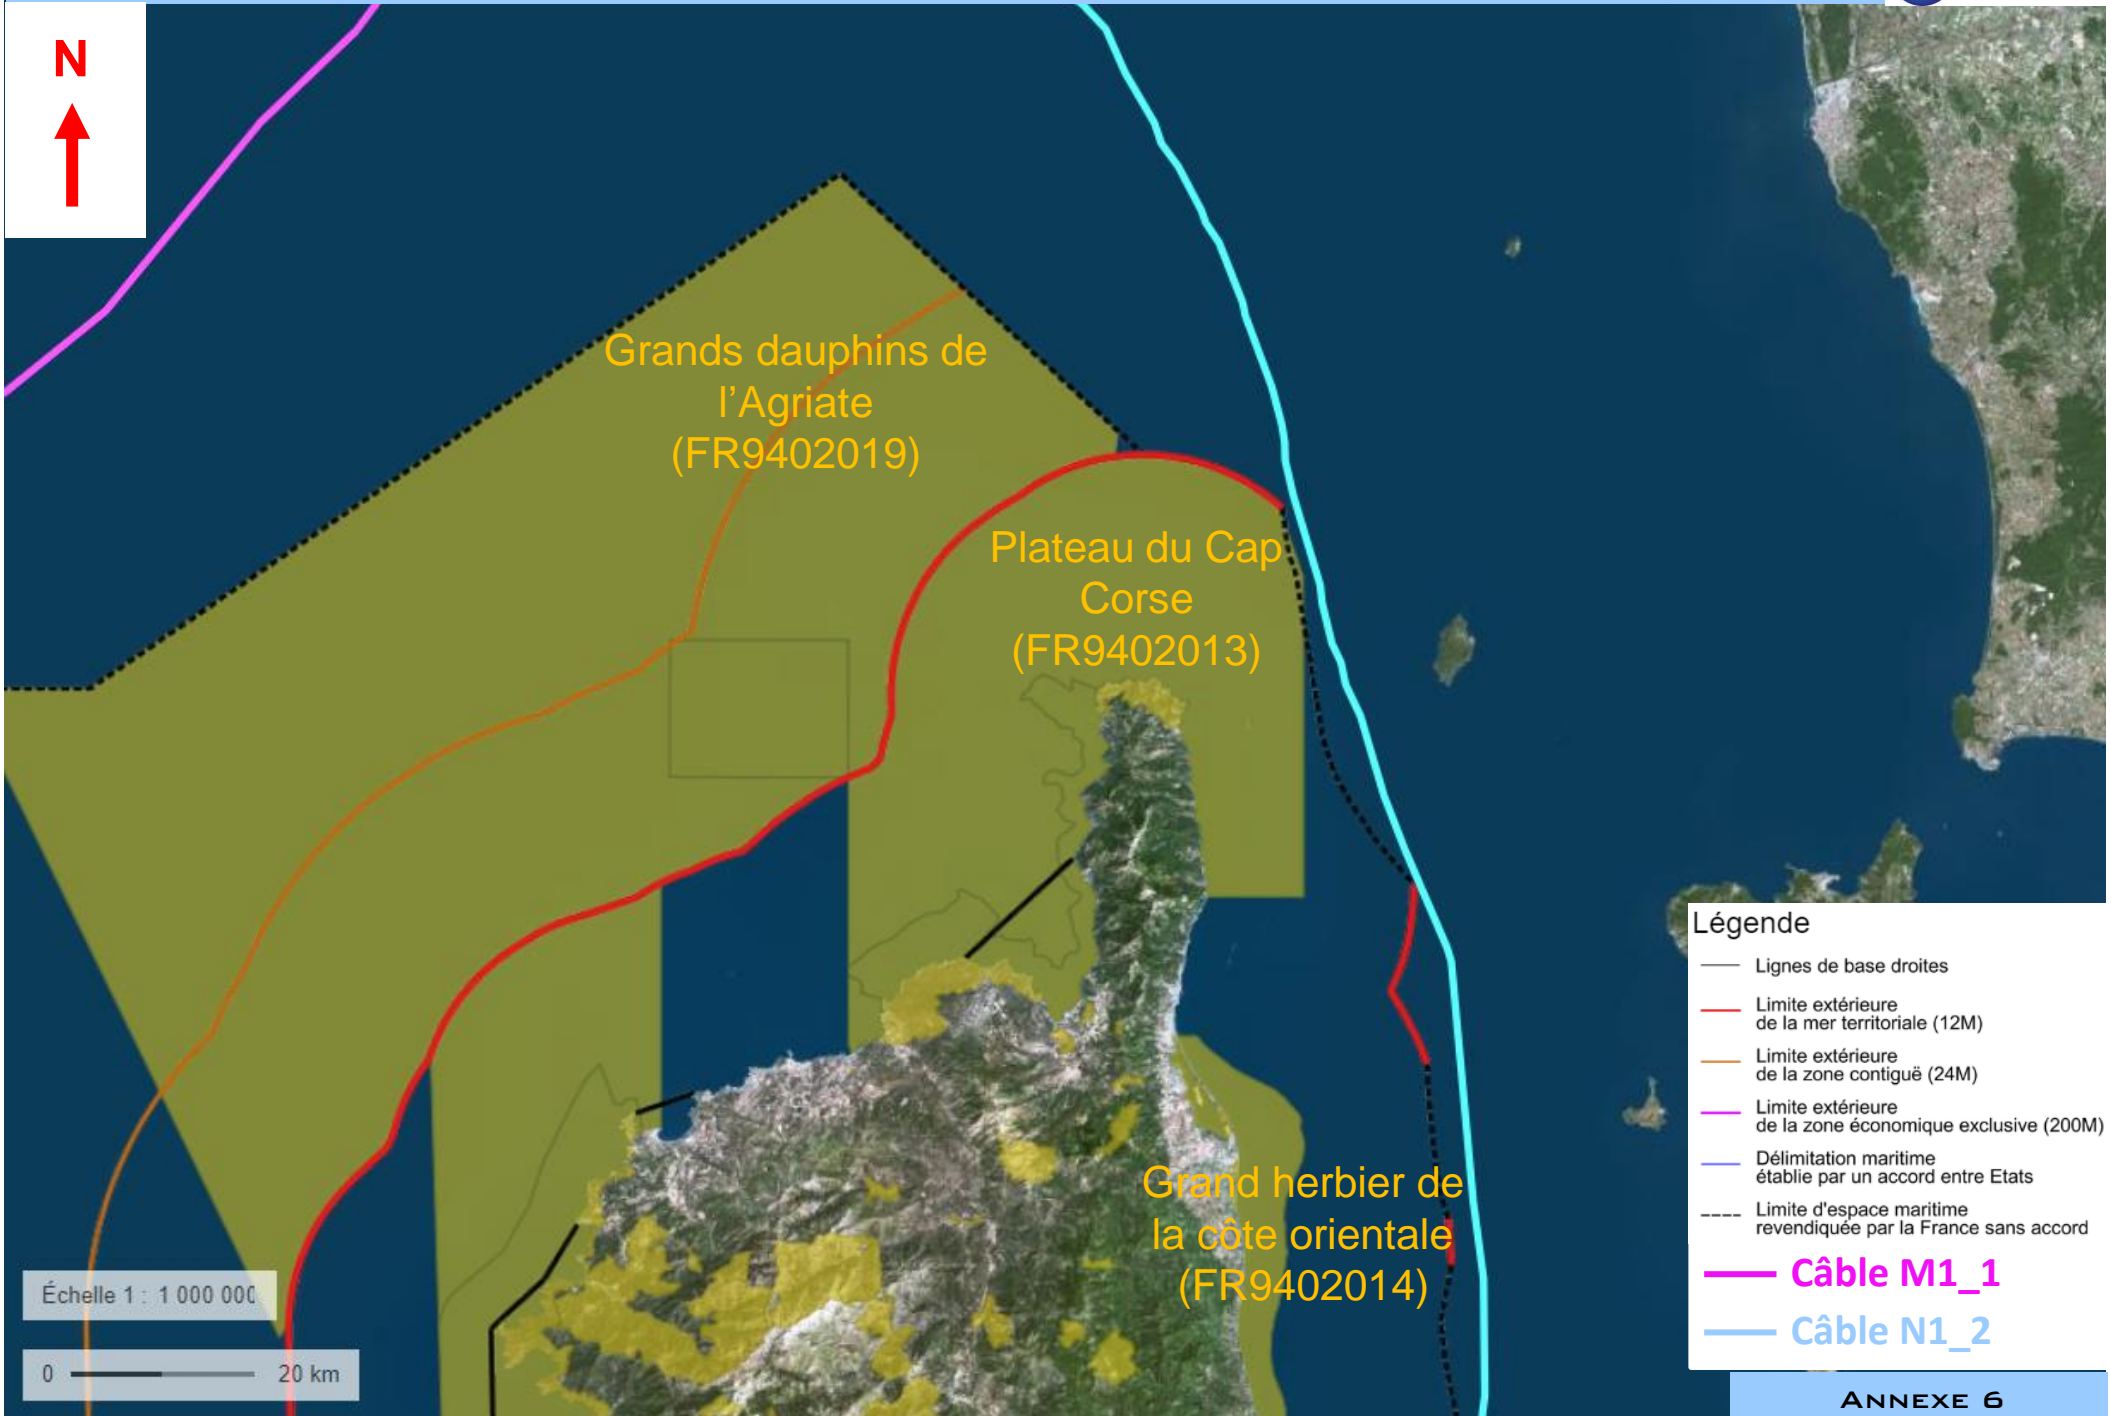 N
Grands dauphins de
l’Agriate
(FR9402019)
Plateau du Cap
Corse
(FR9402013)
Grand herbier de
la côte orientale
(FR9402014)
Légende
Lignes de base droites
Limite extérieure
de la mer territoriale (12M)
Limite extérieure
de la zone contiguë (24M)
Limite extérieure
de la zone économique exclusive (200M)
Délimitation maritime
établie par un accord entre Etats
Limite d'espace maritime
revendiquée par la France sans accord
Câble M1_1
Câble N1_2
Échelle 1 : 1 000 000
0 20 km
ANNEXE 6